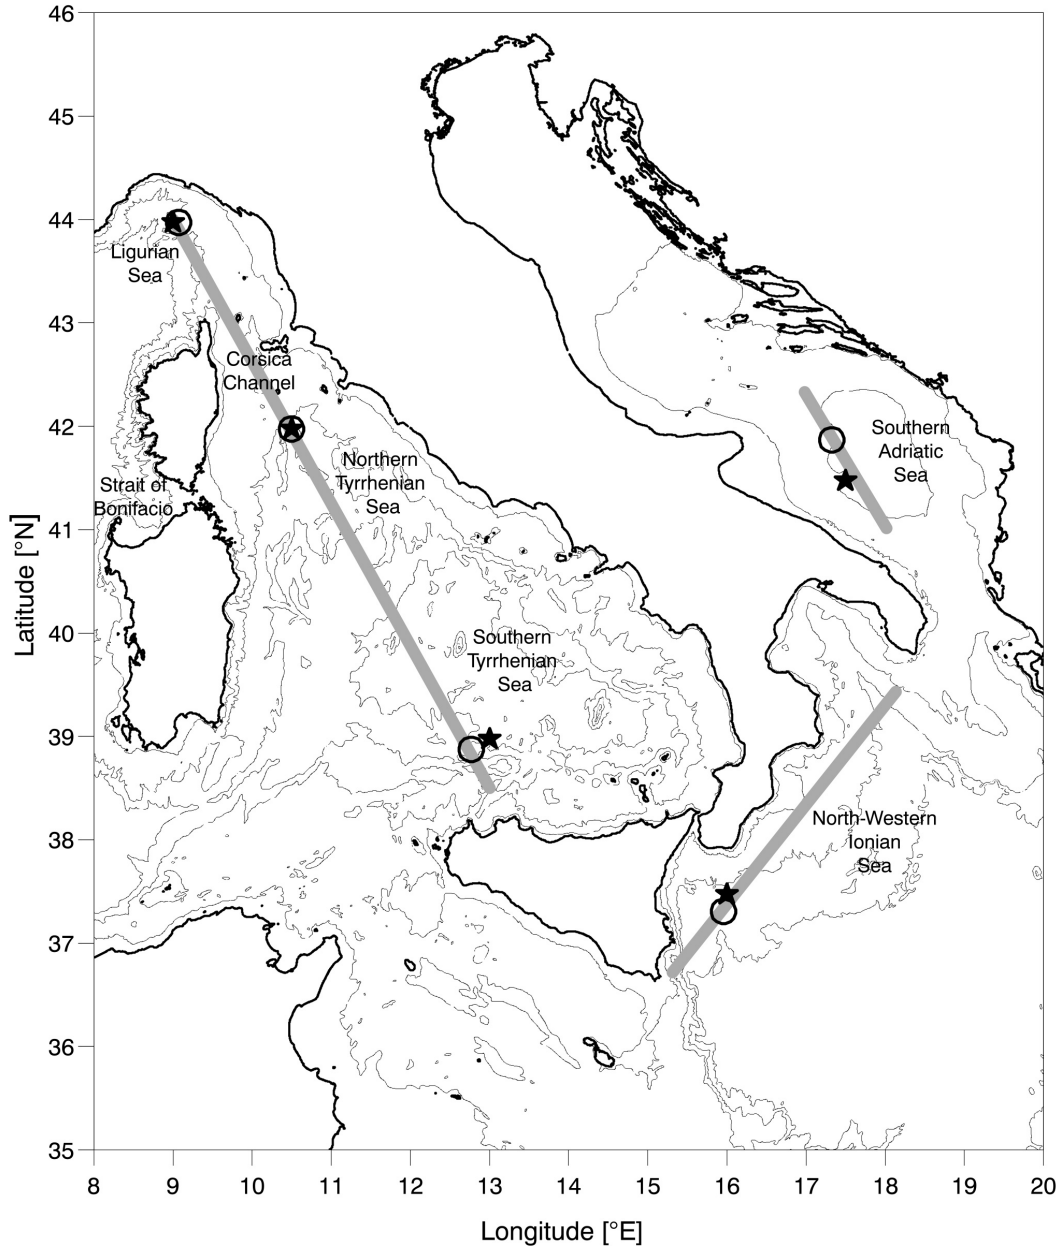 46
45
44
43
42
41
40
39
38
37
36
35
Latitude [°N]
Ligurian
Sea
Corsica
Channel
Northern
Tyrrhenian
Sea
Strait of
Bonifacio
Southern
Adriatic
Sea
Southern
Tyrrhenian
Sea
North-Western
Ionian
Sea
8 9 10 11 12 13 14 15 16 17 18 19 20
Longitude [°E]